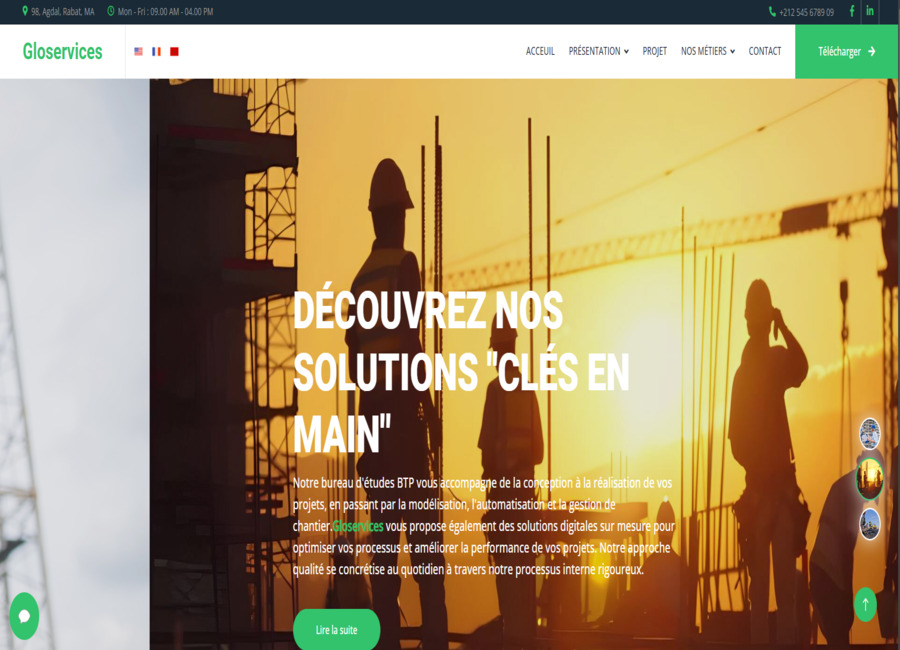 98, Agdal, Rabat, MA Mon - Fri : 09.00 AM - 04.00 PM +212 545 6789 09
Gloservices ACCEUIL PRÉSENTATION PROJET NOS MÉTIERS CONTACT Télécharger
DÉCOUVREZ NOS
SOLUTIONS "CLÉS EN
MAIN"
Notre bureau d'études BTP vous accompagne de la conception à la réalisation de vos
projets, en passant par la modélisation, l'automatisation et la gestion de
chantier.Gloservices vous propose également des solutions digitales sur mesure pour
optimiser vos processus et améliorer la performance de vos projets. Notre approche
qualité se concrétise au quotidien à travers notre processus interne rigoureux.
Lire la suite